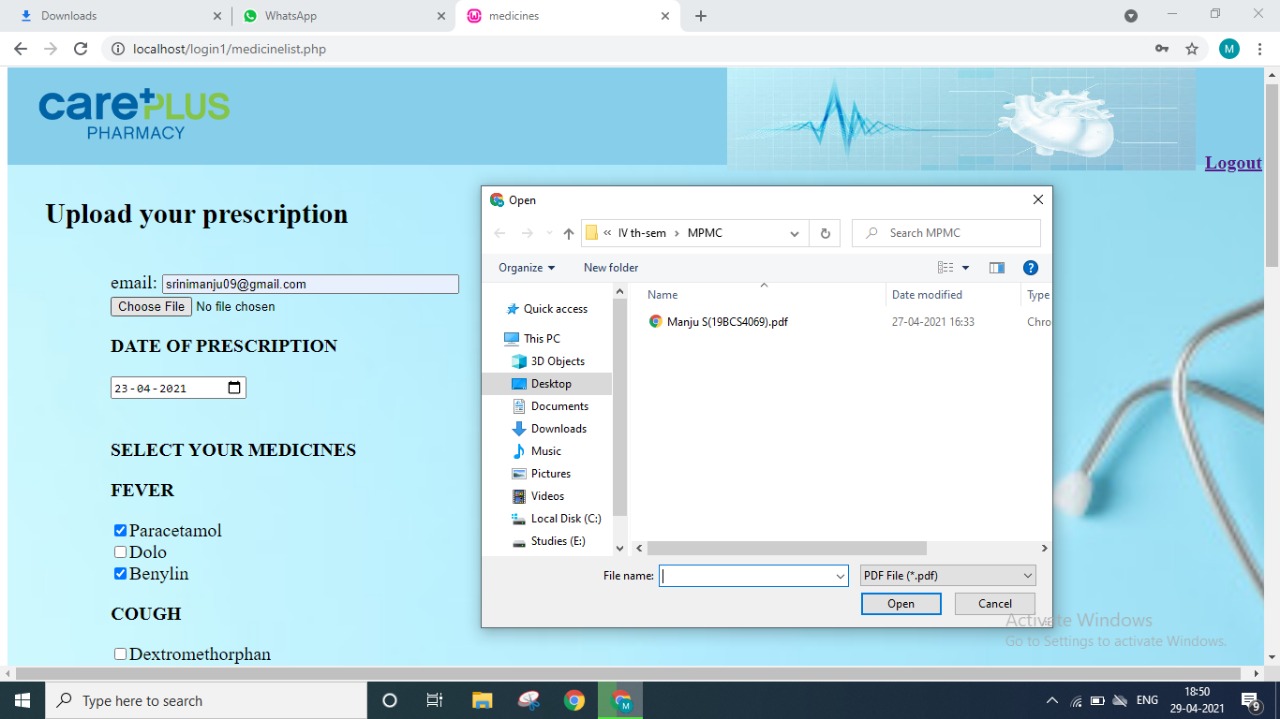 Downloads
WhatsApp
medicines
localhost/login1/medicinelist.php
M
care+PLUS
PHARMACY
Logout
Upload your prescription
email: srinimanju09@gmail.com
Choose File No file chosen
DATE OF PRESCRIPTION
23-04-2021
SELECT YOUR MEDICINES
FEVER
Paracetamol
Dolo
Benylin
COUGH
Dextromethorphan
Open
« IV th-sem > MPMC
Search MPMC
Organize
New folder
?
Name
Date modified
Type
Manju S(19BCS4069).pdf
27-04-2021 16:33
Chro
Quick access
This PC
3D Objects
Desktop
Documents
Downloads
Music
Pictures
Videos
Local Disk (C:)
Studies (E:)
File name:
PDF File (*.pdf)
Open
Cancel
Activate Windows
Go to Settings to activate Windows.
Type here to search
M
ENG
18:50
29-04-2021
9